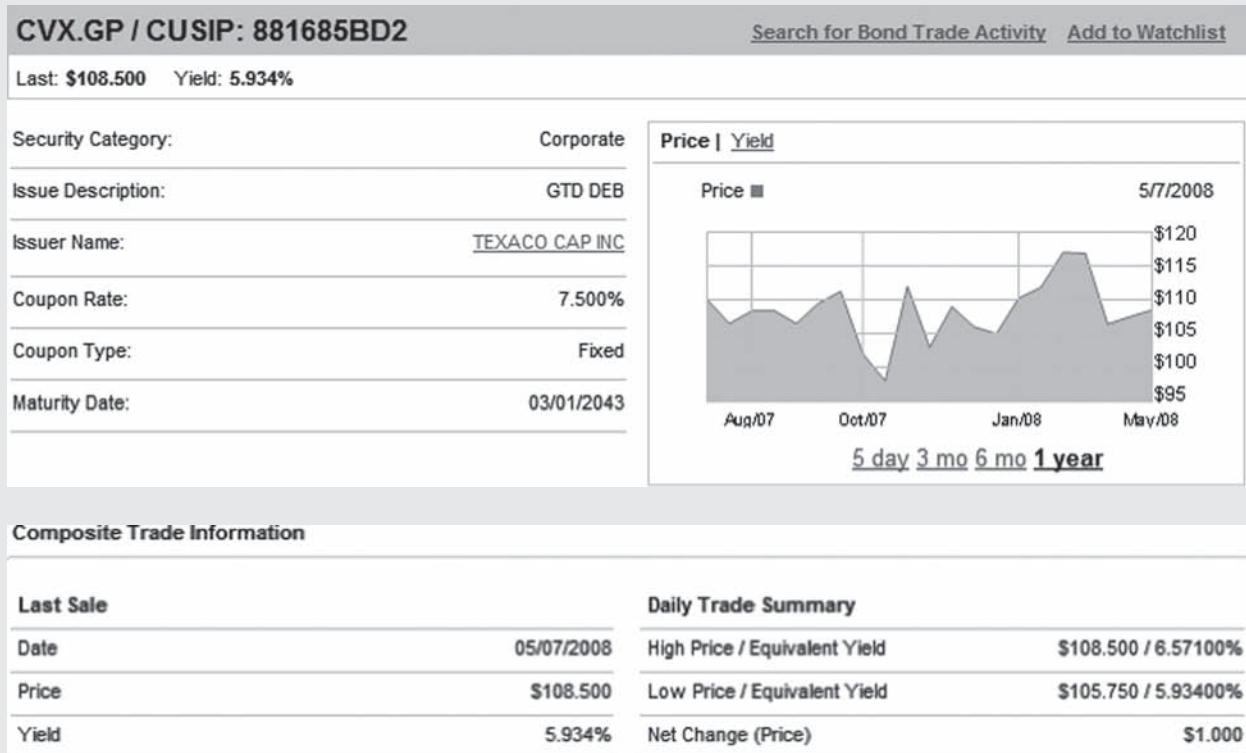 CVX.GP / CUSIP: 881685BD2 Search for Bond Trade Activity Add to Watchlist
Last: $108.500 Yield: 5.934%
Security Category: Corporate
Issue Description: GTD DEB
Issuer Name: TEXACO CAP INC
Coupon Rate: 7.500%
Coupon Type: Fixed
Maturity Date: 03/01/2043
Price | Yield
Price 5/7/2008
$120
$115
$110
$105
$100
$95
Aug/07 Oct/07 Jan/08 May/08
5 day 3 mo 6 mo 1 year
Composite Trade Information
Last Sale
Date 05/07/2008
Price $108.500
Yield 5.934%
Daily Trade Summary
High Price / Equivalent Yield $108.500 / 6.57100%
Low Price / Equivalent Yield $105.750 / 5.93400%
Net Change (Price) $1.000